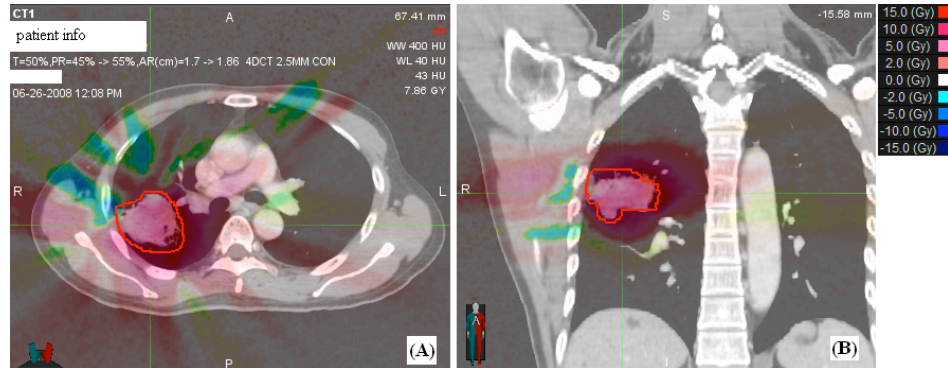 CT1
A
67.41 mm
patient info
WW 400 HU
T=50%,PR=45% -> 55%,AR(cm)=1.7 -> 1.86 4DCT 2.5MM CON
WL 40 HU
43 HU
06-26-2008 12:08 PM
7.86 GY
R
L
P
(A)
S
-15.58 mm
R
A
I
(B)
15.0 (Gy)
10.0 (Gy)
5.0 (Gy)
2.0 (Gy)
0.0 (Gy)
-2.0 (Gy)
-5.0 (Gy)
-10.0 (Gy)
-15.0 (Gy)